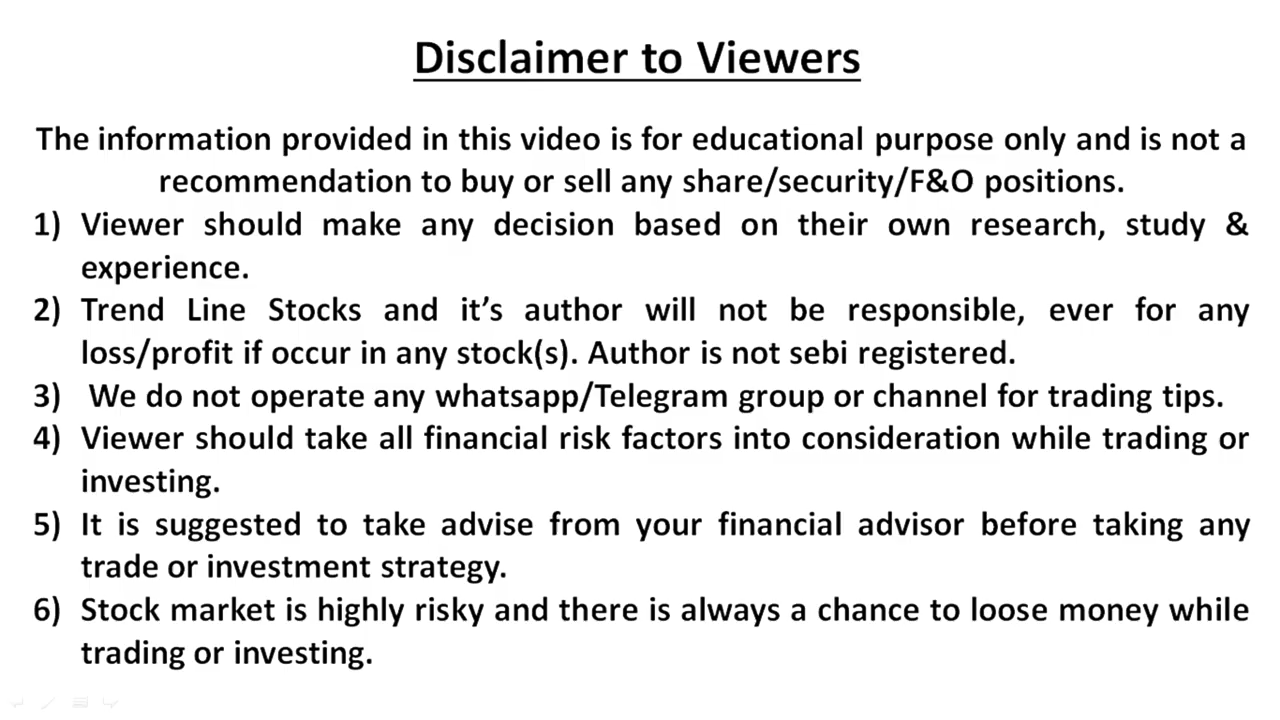 Disclaimer to Viewers
The information provided in this video is for educational purpose only and is not a
recommendation to buy or sell any share/security/F&O positions.
1) Viewer should make any decision based on their own research, study &
experience.
2) Trend Line Stocks and it’s author will not be responsible, ever for any
loss/profit if occur in any stock(s). Author is not sebi registered.
3) We do not operate any whatsapp/Telegram group or channel for trading tips.
4) Viewer should take all financial risk factors into consideration while trading or
investing.
5) It is suggested to take advise from your financial advisor before taking any
trade or investment strategy.
6) Stock market is highly risky and there is always a chance to loose money while
trading or investing.